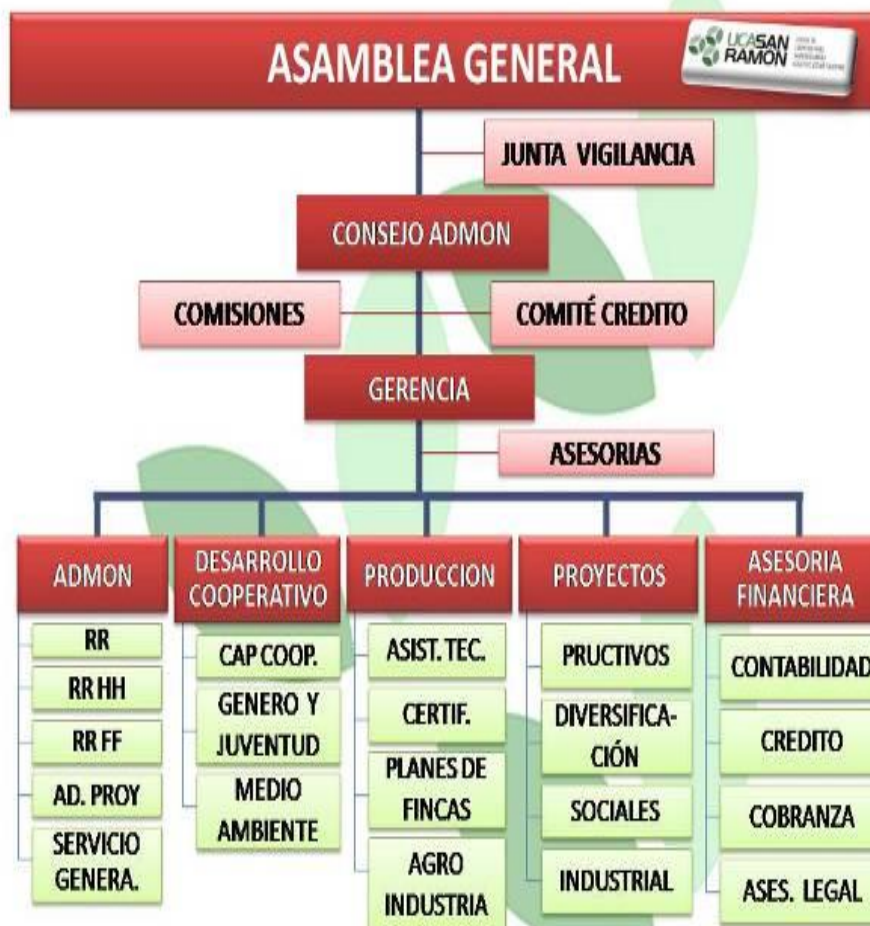 ASAMBLEA GENERAL
UCASAN
RAMÓN
JUNTA VIGILANCIA
CONSEJO ADMON
COMISIONES
COMITÉ CREDITO
GERENCIA
ASESORIAS
ADMON
RR
RR HH
RR FF
AD. PROY
SERVICIO
GENERA.
DESARROLLO
COOPERATIVO
CAP COOP.
GENERO Y
JUVENTUD
MEDIO
AMBIENTE
PRODUCCION
ASIST. TEC.
CERTIF.
PLANES DE
FINCAS
AGRO
INDUSTRIA
PROYECTOS
PRUCTIVOS
DIVERSIFICA-
CIÓN
SOCIALES
INDUSTRIAL
ASESORIA
FINANCIERA
CONTABILIDAD
CREDITO
COBRANZA
ASES. LEGAL